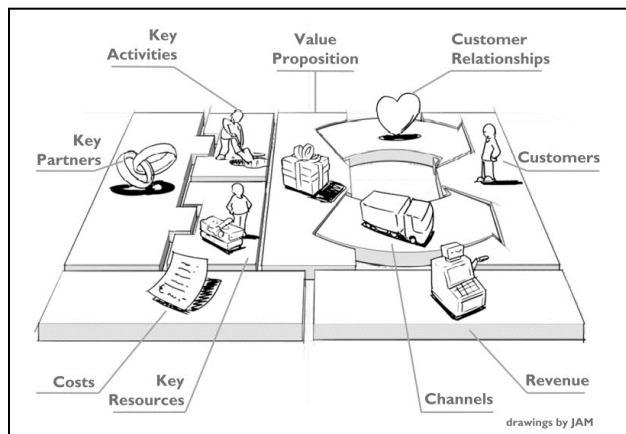 Key
Activities
Value
Proposition
Customer
Relationships
Key
Partners
Customers
Costs
Key
Resources
Channels
Revenue
drawings by JAM